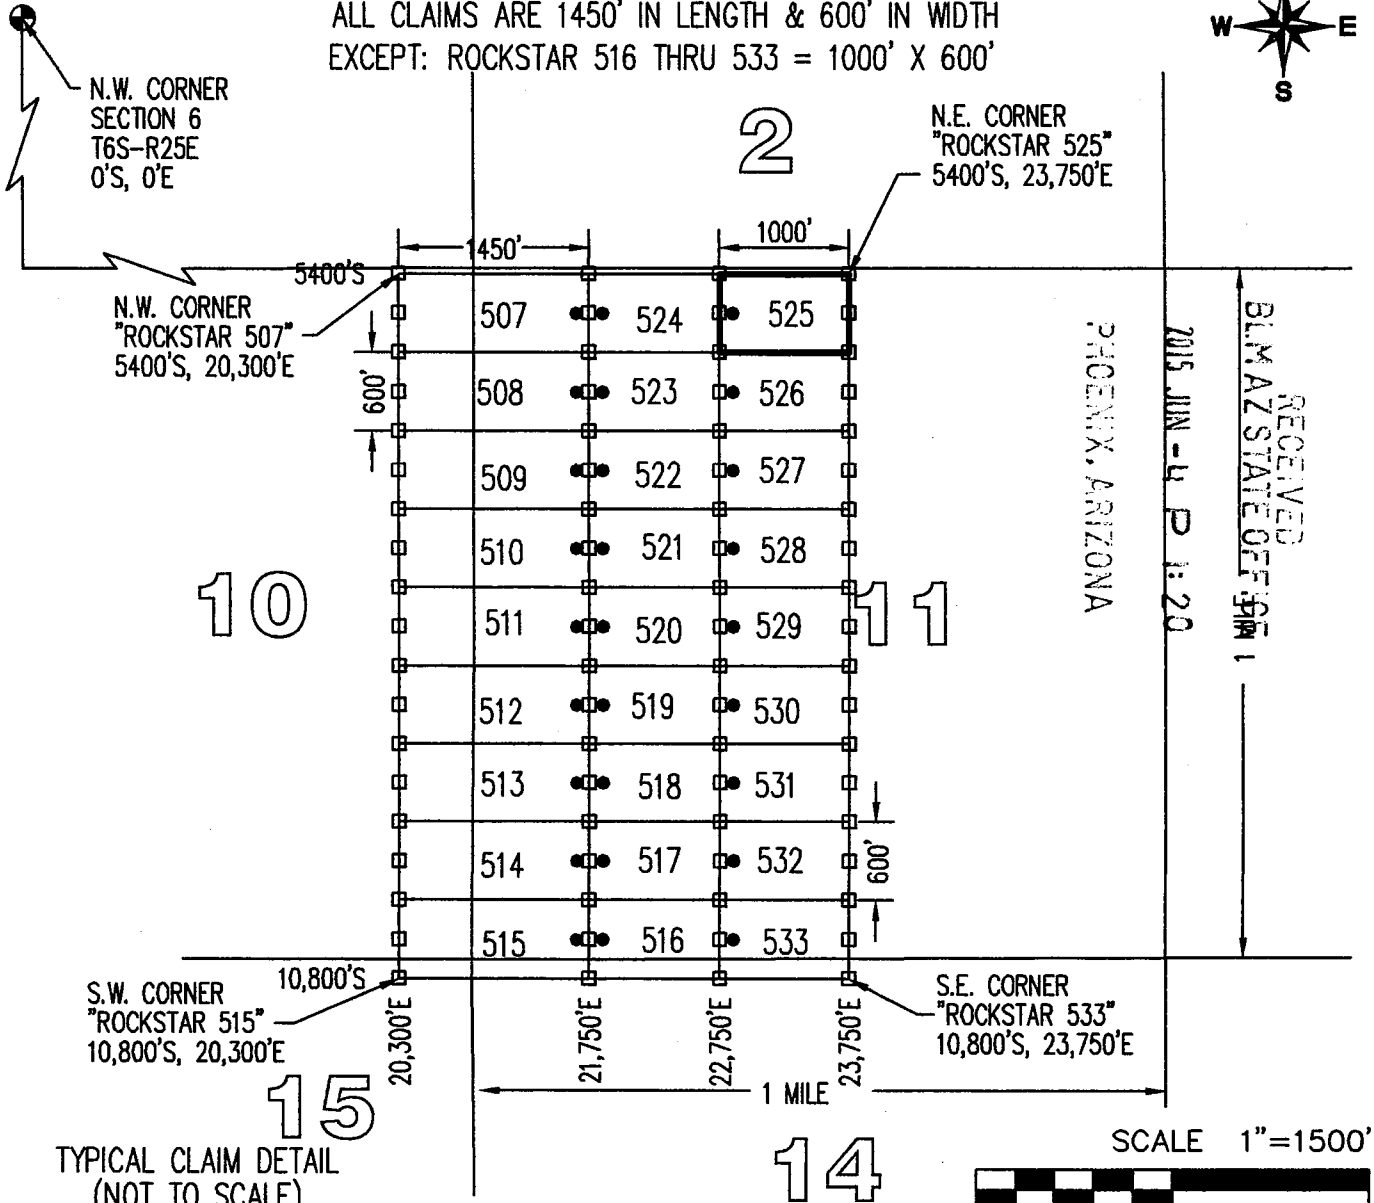 ALL CLAIMS ARE 1450' IN LENGTH & 600' IN WIDTH
EXCEPT: ROCKSTAR 516 THRU 533 = 1000' X 600'
W E
S
N.W. CORNER
SECTION 6
T6S-R25E
0'S, 0'E
2
N.E. CORNER
"ROCKSTAR 525"
5400'S, 23,750'E
1450'
1000'
5400'S
N.W. CORNER
"ROCKSTAR 507"
5400'S, 20,300'E
600'
507 524 525
508 523 526
509 522 527
510 521 528
511 520 529
512 519 530
513 518 531
514 517 532
515 516 533
10
11
600'
RECEIVED
BLM AZ STATE OFFICE
2015 JUN -4 P 1:20
PHOENIX, ARIZONA
10,800'S
S.W. CORNER
"ROCKSTAR 515"
10,800'S, 20,300'E
20,300'E
21,750'E
22,750'E
23,750'E
S.E. CORNER
"ROCKSTAR 533"
10,800'S, 23,750'E
1 MILE
15
14
TYPICAL CLAIM DETAIL
(NOT TO SCALE)
SCALE 1"=1500'